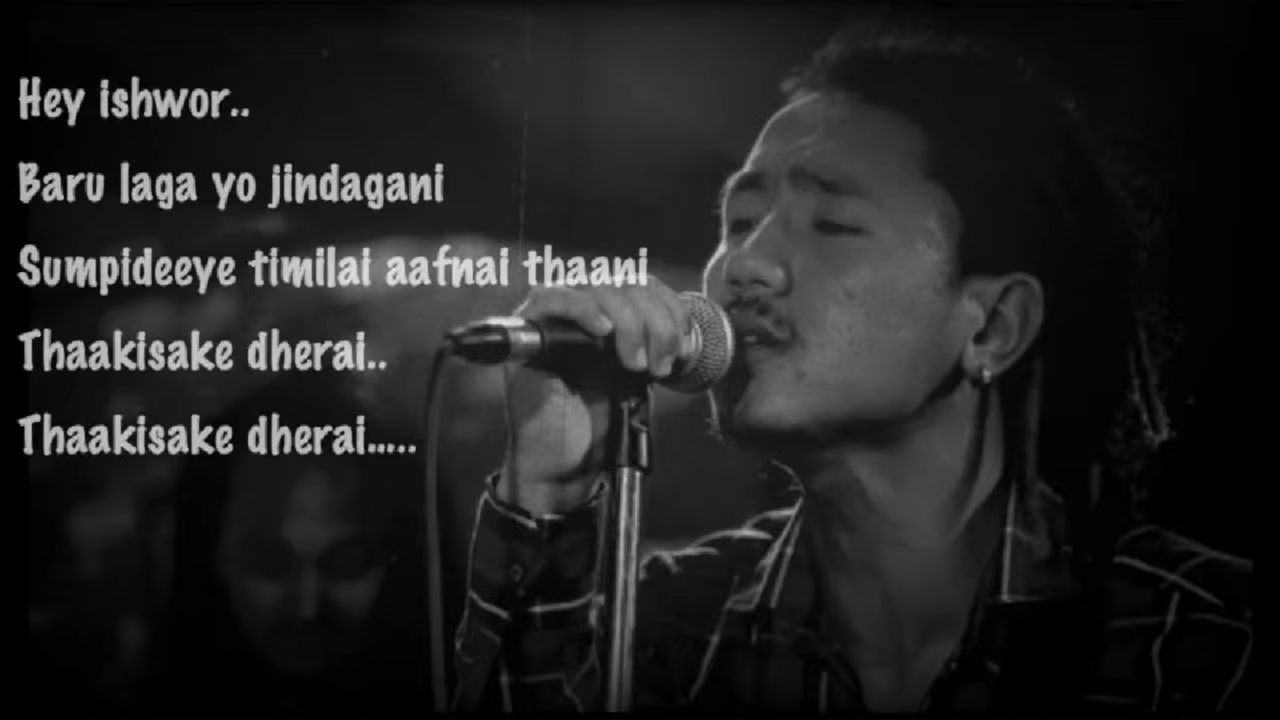 Hey ishwor..
Baru laga yo jindagani
Sumpideeye timilai aafnai thaani
Thaakisake dherai..
Thaakisake dherai.....